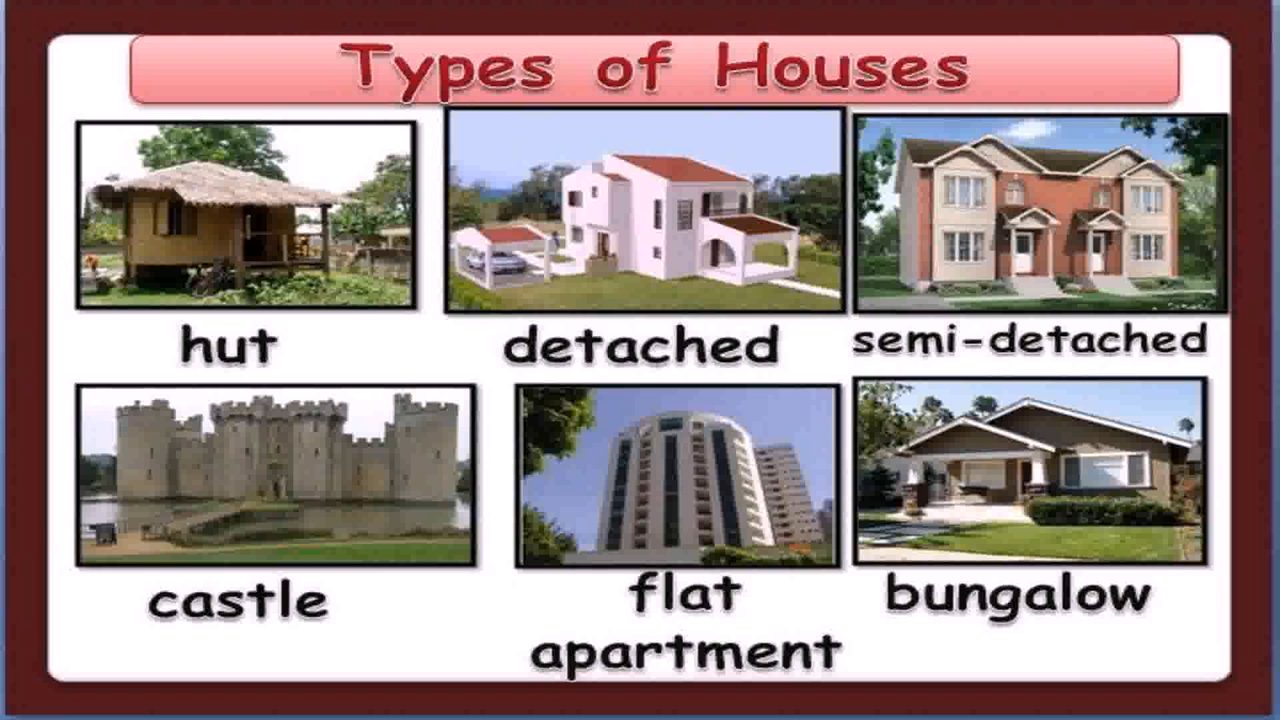 Types of Houses
hut
detached
semi-detached
castle
flat
apartment
bungalow